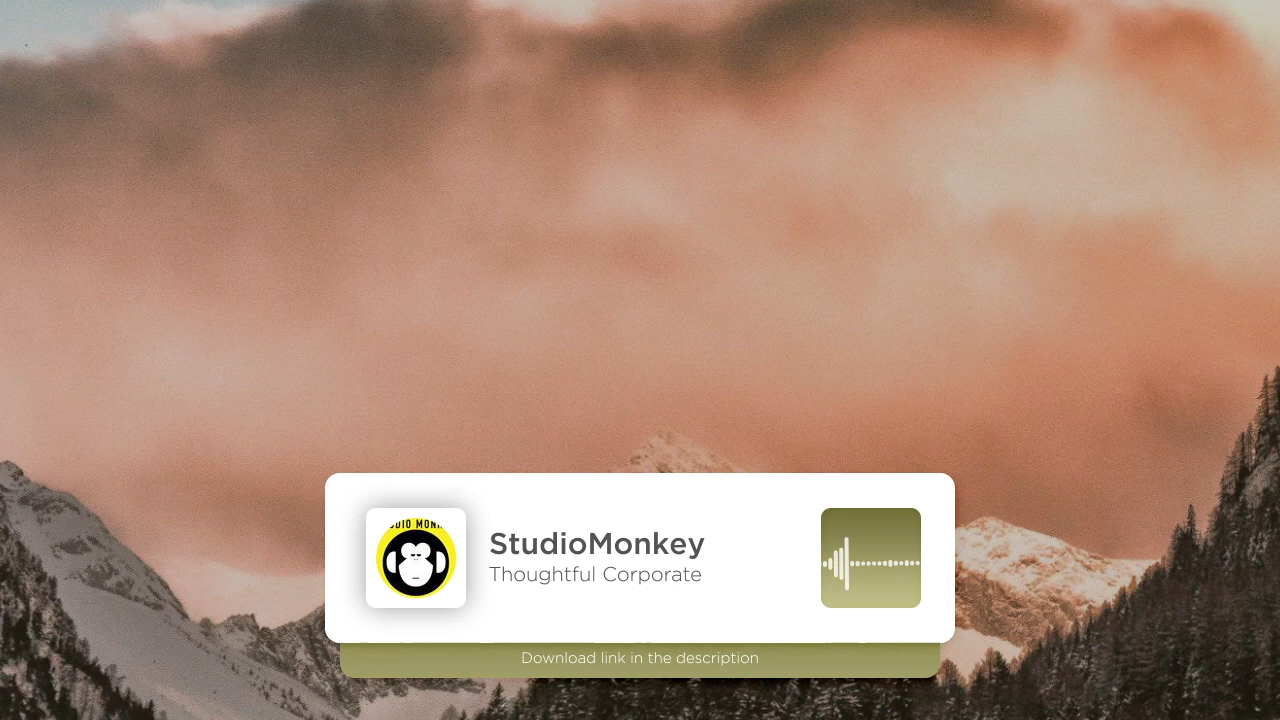 StudioMonkey
Thoughtful Corporate
Download link in the description